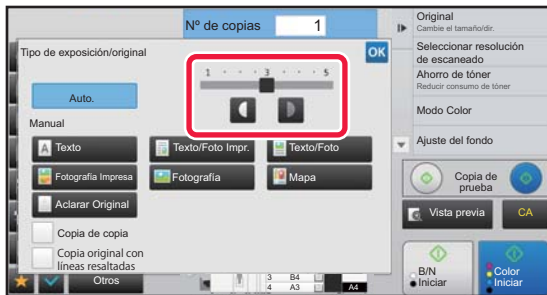 Nº de copias 1
Tipo de exposición/original
OK
1 3 5
Auto.
Manual
Texto
Texto/Foto Impr.
Texto/Foto
Fotografía Impresa
Fotografía
Mapa
Aclarar Original
Copia de copia
Copia original con
líneas resaltadas
Otros
3 B4
4 A3
A4
Original
Cambie el tamaño/dir.
Seleccionar resolución
de escaneado
Ahorro de tóner
Reducir consumo de tóner
Modo Color
Ajuste del fondo
Copia de
prueba
Vista previa
CA
B/N
Iniciar
Color
Iniciar